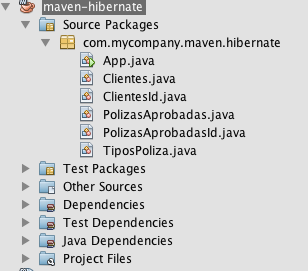 maven-hibernate
Source Packages
com.mycompany.maven.hibernate
App.java
Clientes.java
ClientesId.java
PolizasAprobadas.java
PolizasAprobadasId.java
TiposPoliza.java
Test Packages
Other Sources
Dependencies
Test Dependencies
Java Dependencies
Project Files